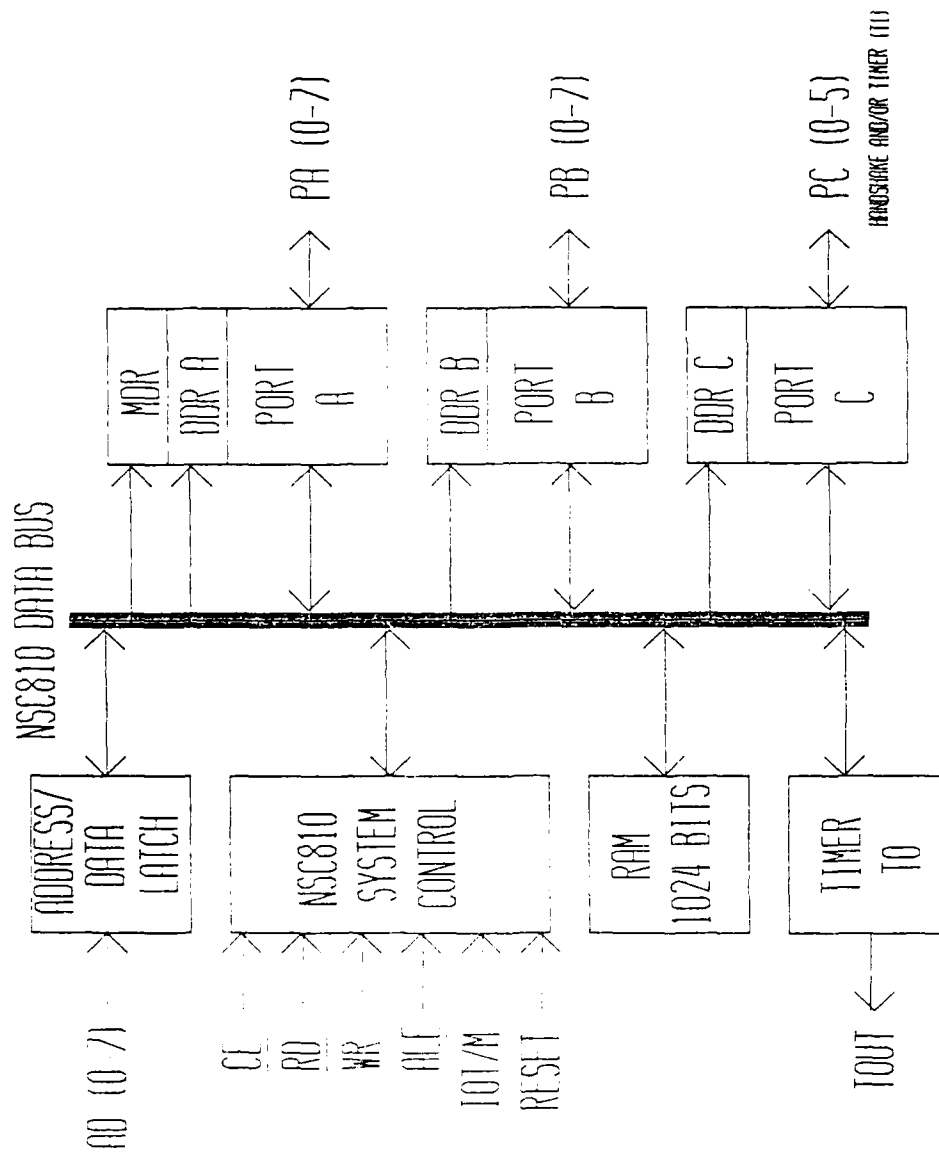 NSC810 DATA BUS
AD (0-7)
ADDRESS/
DATA
LATCH
CE
RD
WR
ALE
IOT/M
RESET
NSC810
SYSTEM
CONTROL
RAM
1024 BITS
TIMER
T0
TOUT
MDR
DDR A
PORT
A
PA (0-7)
DDR B
PORT
B
PB (0-7)
DDR C
PORT
C
PC (0-5)
HANDSHAKE AND/OR TIMER (T1)